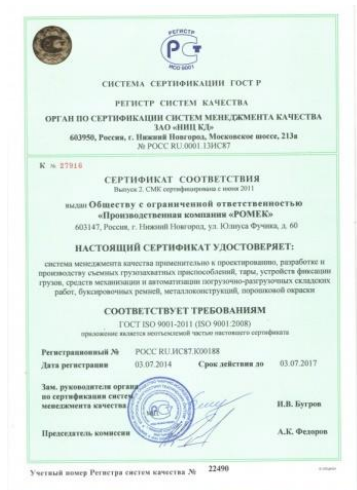 РЕГИСТР
РС
ИСО 9001
СИСТЕМА СЕРТИФИКАЦИИ ГОСТ Р
РЕГИСТР СИСТЕМ КАЧЕСТВА
ОРГАН ПО СЕРТИФИКАЦИИ СИСТЕМ МЕНЕДЖМЕНТА КАЧЕСТВА
ЗАО «НИЦ КД»
603950, Россия, г. Нижний Новгород, Московское шоссе, 213а
№ РОСС RU.0001.13ИС87
К № 27916
СЕРТИФИКАТ СООТВЕТСТВИЯ
Выпуск 2. СМК сертифицирована с июня 2011
выдан Обществу с ограниченной ответственностью
«Производственная компания «РОМЕК»
603147, Россия, г. Нижний Новгород, ул. Юлиуса Фучика, д. 60
НАСТОЯЩИЙ СЕРТИФИКАТ УДОСТОВЕРЯЕТ:
система менеджмента качества применительно к проектированию, разработке и
производству съемных грузозахватных приспособлений, тары, устройств фиксации
грузов, средств механизации и автоматизации погрузочно-разгрузочных складских
работ, буксировочных ремней, металлоконструкций, порошковой окраски
СООТВЕТСТВУЕТ ТРЕБОВАНИЯМ
ГОСТ ISO 9001-2011 (ISO 9001:2008)
приложение является неотъемлемой частью настоящего сертификата
Регистрационный № РОСС RU.ИС87.К00188
Дата регистрации 03.07.2014 Срок действия до 03.07.2017
Зам. руководителя органа
по сертификации систем
менеджмента качества И.В. Бугров
Председатель комиссии А.К. Федоров
Учетный номер Регистра систем качества № 22490